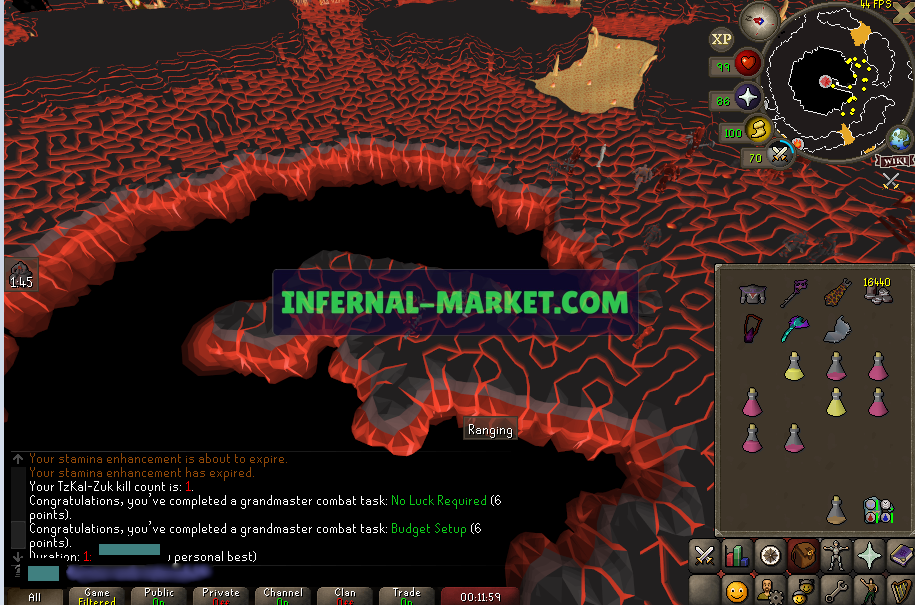 44 FPS
XP
99
86
100
70
WIKI
1:45
16440
INFERNAL-MARKET.COM
Ranging
Your stamina enhancement is about to expire.
Your stamina enhancement has expired.
Your TzKal-Zuk kill count is: 1.
Congratulations, you've completed a grandmaster combat task: No Luck Required (6
points).
Congratulations, you've completed a grandmaster combat task: Budget Setup (6
points).
Duration: 1: personal best)
All
Game
Filtered
Public
On
Private
Channel
On
Clan
Trade
On
00:11:59